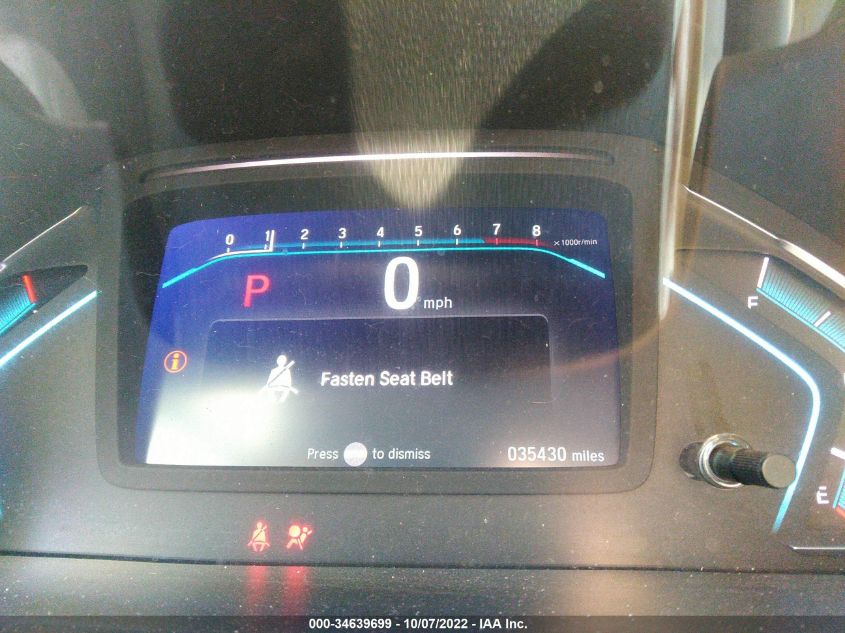 0 1 2 3 4 5 6 7 8 x1000r/min
P 0 mph
F
Fasten Seat Belt
Press to dismiss 035430 miles
E
000-34639699 - 10/07/2022 - IAA Inc.